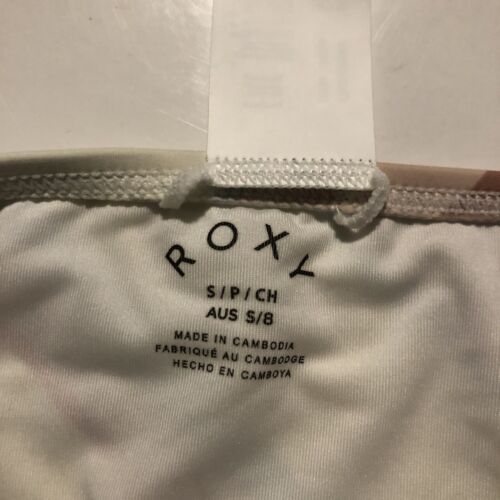 ROXY
S/P/CH
AUS S/8
MADE IN CAMBODIA
FABRIQUÉ AU CAMBODGE
HECHO EN CAMBOYA